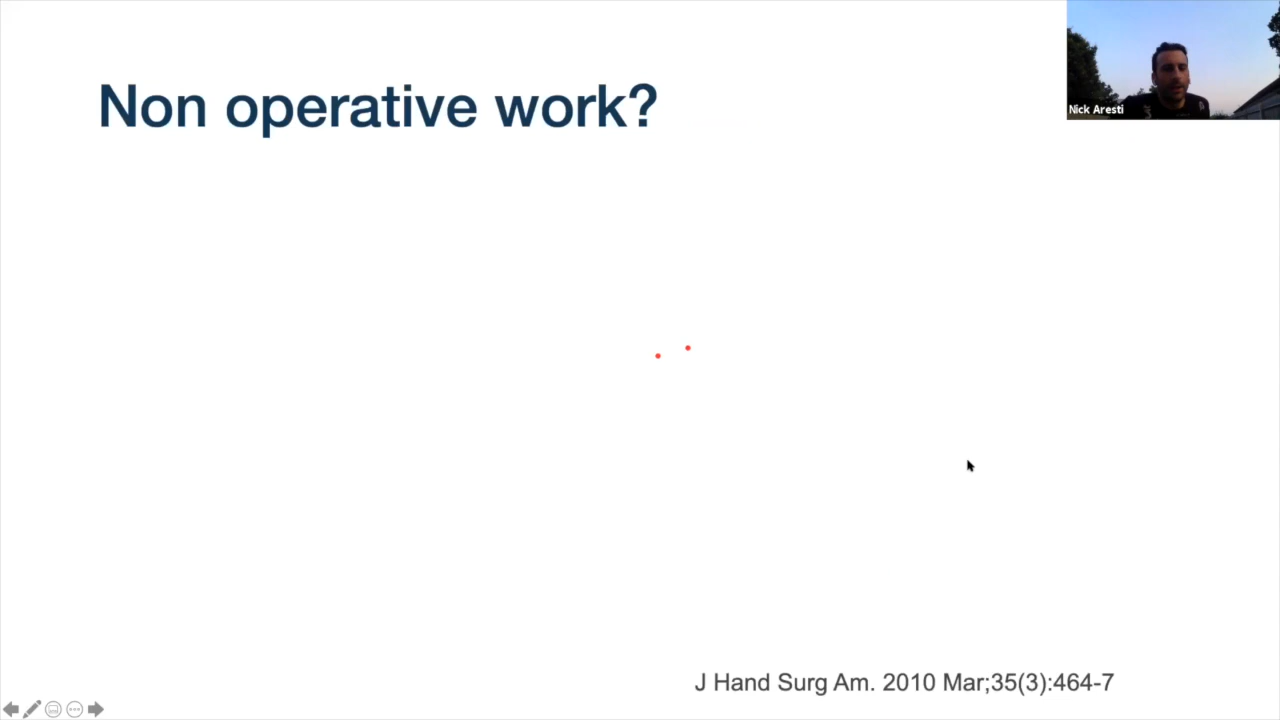 Non operative work?
Nick Aresti
J Hand Surg Am. 2010 Mar;35(3):464-7